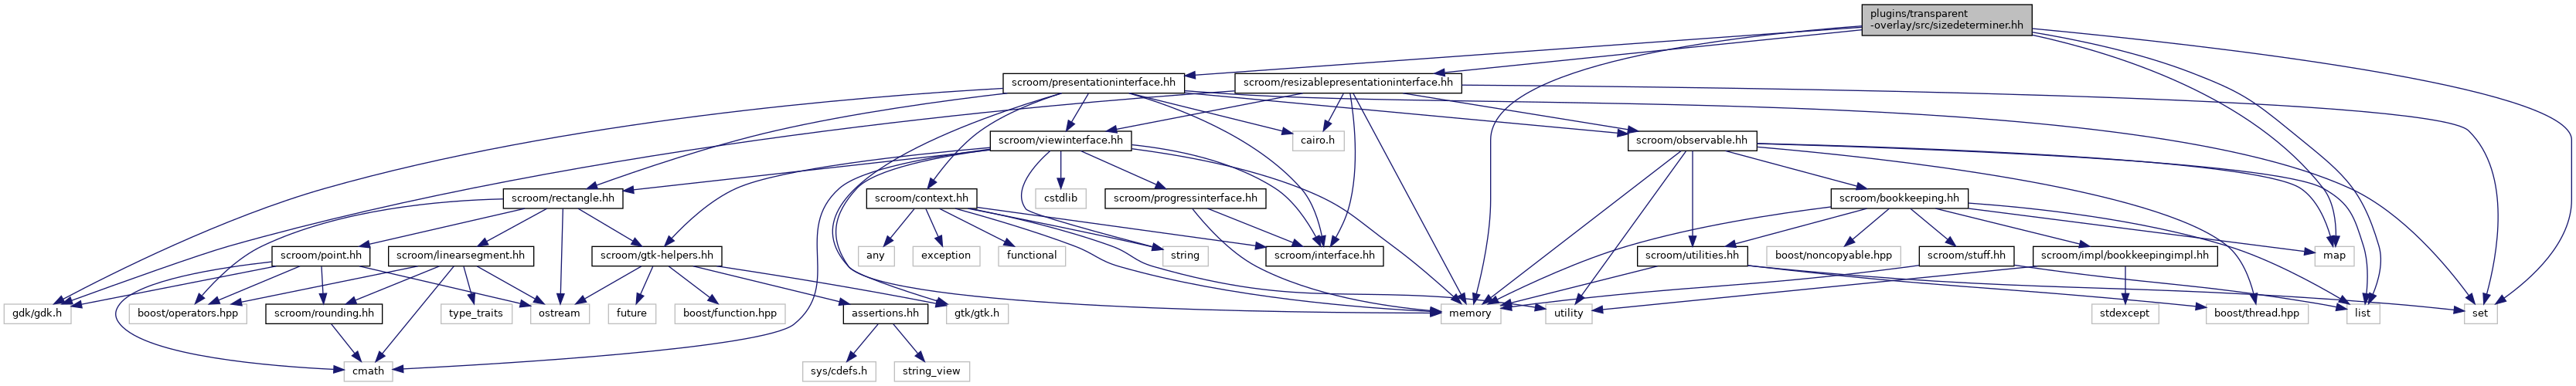 plugins/transparent
-overlay/src/sizedeterminer.hh
scroom/presentationinterface.hh
scroom/resizablepresentationinterface.hh
scroom/viewinterface.hh
cairo.h
scroom/observable.hh
scroom/rectangle.hh
scroom/context.hh
cstdlib
scroom/progressinterface.hh
scroom/bookkeeping.hh
scroom/point.hh
scroom/linearsegment.hh
scroom/gtk-helpers.hh
any
exception
functional
string
scroom/interface.hh
scroom/utilities.hh
boost/noncopyable.hpp
scroom/stuff.hh
scroom/impl/bookkeepingimpl.hh
map
gdk/gdk.h
boost/operators.hpp
scroom/rounding.hh
type_traits
ostream
future
boost/function.hpp
assertions.hh
gtk/gtk.h
memory
utility
stdexcept
boost/thread.hpp
list
set
cmath
sys/cdefs.h
string_view